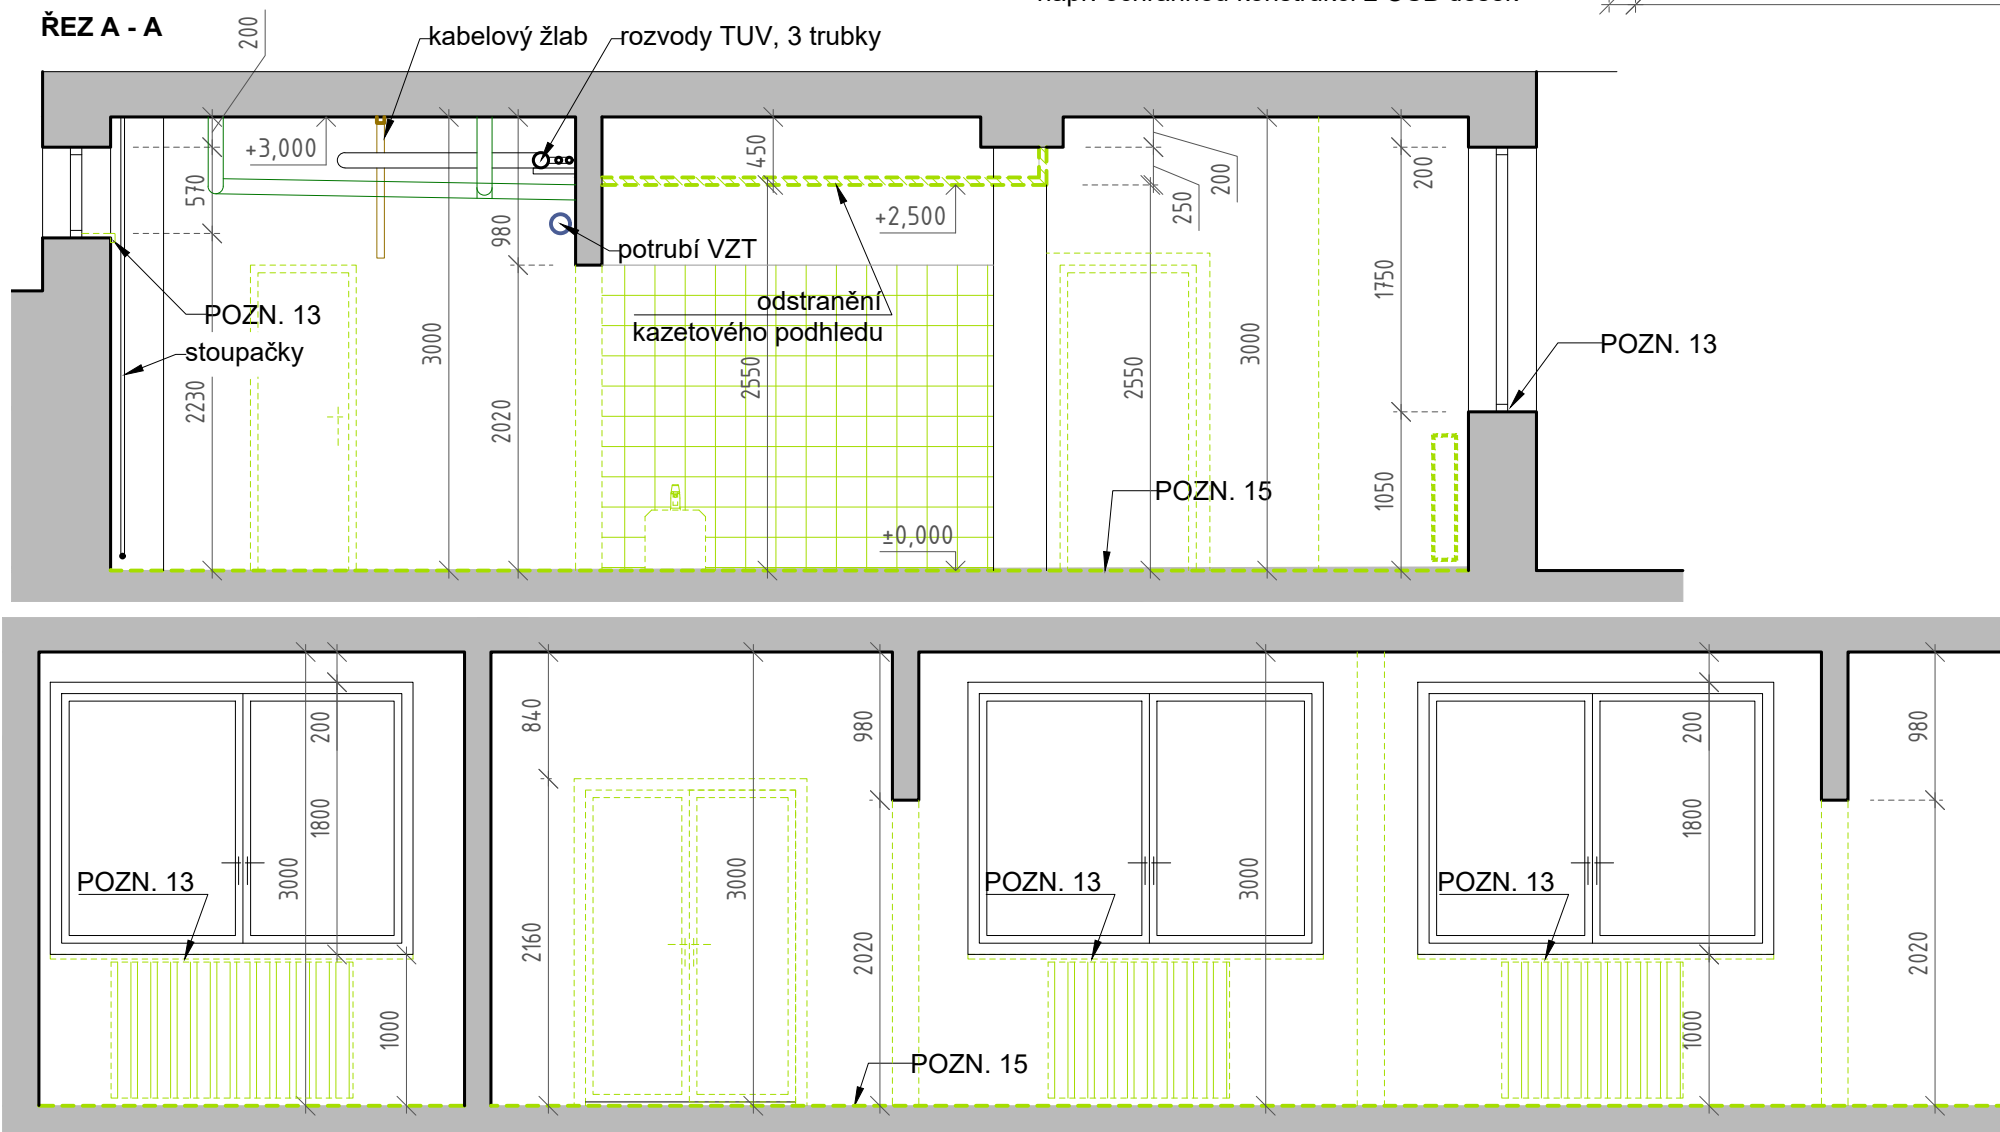 ŘEZ A - A
200
kabelový žlab
rozvody TUV, 3 trubky
+3,000
570
450
200
250
200
+2,500
980
potrubí VZT
1750
odstranění
kazetového podhledu
POZN. 13
stoupačky
3000
2230
2020
2550
2550
3000
POZN. 13
1050
POZN. 15
±0,000
200
840
980
200
980
1800
3000
3000
3000
1800
POZN. 13
POZN. 13
POZN. 13
2160
2020
2020
1000
1000
POZN. 15